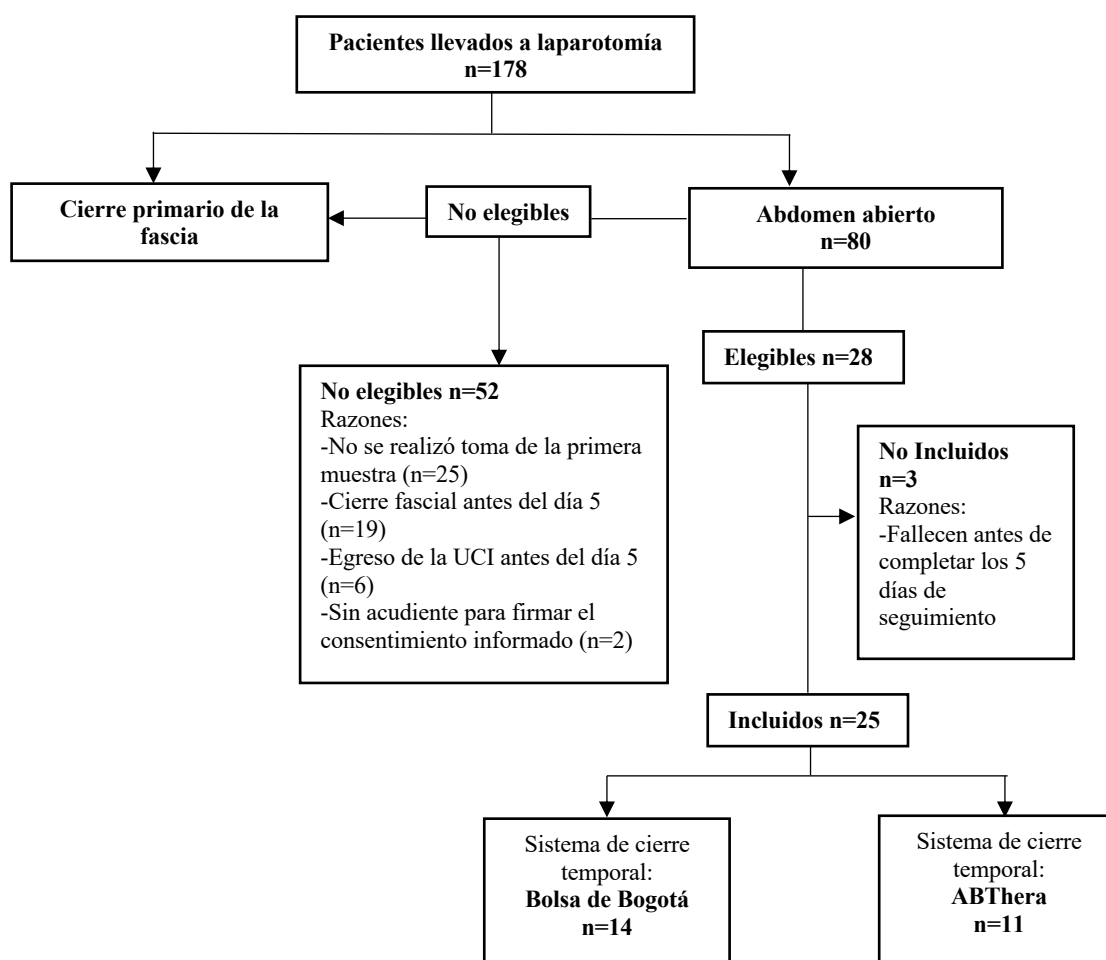 Pacientes llevados a laparotomía
n=178
Cierre primario de la
fascia
No elegibles
Abdomen abierto
n=80
Elegibles n=28
No elegibles n=52
Razones:
-No se realizó toma de la primera
muestra (n=25)
-Cierre fascial antes del día 5
(n=19)
-Egreso de la UCI antes del día 5
(n=6)
-Sin acudiente para firmar el
consentimiento informado (n=2)
No Incluidos
n=3
Razones:
-Fallecen antes de
completar los 5
días de
seguimiento
Incluidos n=25
Sistema de cierre
temporal:
Bolsa de Bogotá
n=14
Sistema de cierre
temporal:
ABThera
n=11